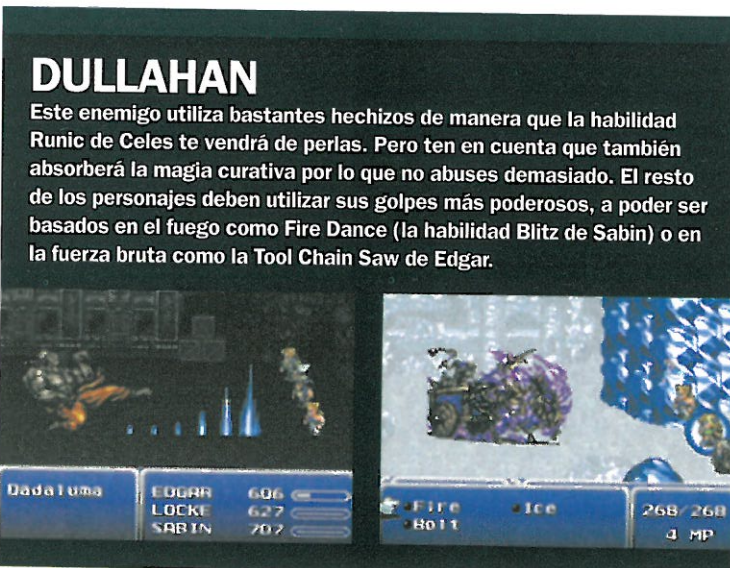 DULLAHAN
Este enemigo utiliza bastantes hechizos de manera que la habilidad
Runic de Celes te vendrá de perlas. Pero ten en cuenta que también
absorberá la magia curativa por lo que no abuses demasiado. El resto
de los personajes deben utilizar sus golpes más poderosos, a poder ser
basados en el fuego como Fire Dance (la habilidad Blitz de Sabin) o en
la fuerza bruta como la Tool Chain Saw de Edgar.
Dadaluma
EDGAR 606
LOCKE 627
SABIN 707
Fire Ice
Bolt
268/268
4 MP